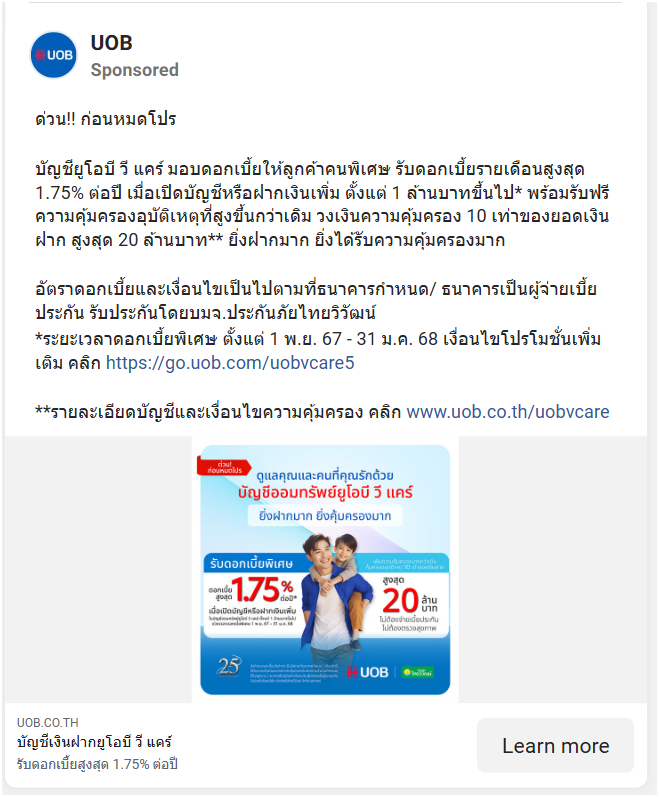 UOB
UOB
Sponsored
ด่วน!! ก่อนหมดโปร
บัญชียูโอบี วี แคร์ มอบดอกเบี้ยให้ลูกค้าคนพิเศษ รับดอกเบี้ยรายเดือนสูงสุด
1.75% ต่อปี เมื่อเปิดบัญชีหรือฝากเงินเพิ่ม ตั้งแต่ 1 ล้านบาทขึ้นไป* พร้อมรับฟรี
ความคุ้มครองอุบัติเหตุที่สูงขึ้นกว่าเดิม วงเงินความคุ้มครอง 10 เท่าของยอดเงิน
ฝาก สูงสุด 20 ล้านบาท** ยิ่งฝากมาก ยิ่งได้รับความคุ้มครองมาก
อัตราดอกเบี้ยและเงื่อนไขเป็นไปตามที่ธนาคารกำหนด/ ธนาคารเป็นผู้จ่ายเบี้ย
ประกัน รับประกันโดยบมจ.ประกันภัยไทยวิวัฒน์
*ระยะเวลาดอกเบี้ยพิเศษ ตั้งแต่ 1 พ.ย. 67 - 31 ม.ค. 68 เงื่อนไขโปรโมชั่นเพิ่ม
เติม คลิก https://go.uob.com/uobvcare5
**รายละเอียดบัญชีและเงื่อนไขความคุ้มครอง คลิก www.uob.co.th/uobvcare
ด่วน!
ก่อนหมดโปร
ดูแลคุณและคนที่คุณรักด้วย
บัญชีออมทรัพย์ยูโอบี วี แคร์
ยิ่งฝากมาก ยิ่งคุ้มครองมาก
รับดอกเบี้ยพิเศษ
ดอกเบี้ย
สูงสุด
1.75%
ต่อปี*
เมื่อเปิดบัญชีหรือฝากเงินเพิ่ม
สูงสุด
20 ล้าน
บาท
ไม่ต้องจ่ายเบี้ยประกัน
ไม่ต้องตรวจสุขภาพ
25
UOB
UOB.CO.TH
บัญชีเงินฝากยูโอบี วี แคร์
รับดอกเบี้ยสูงสุด 1.75% ต่อปี
Learn more